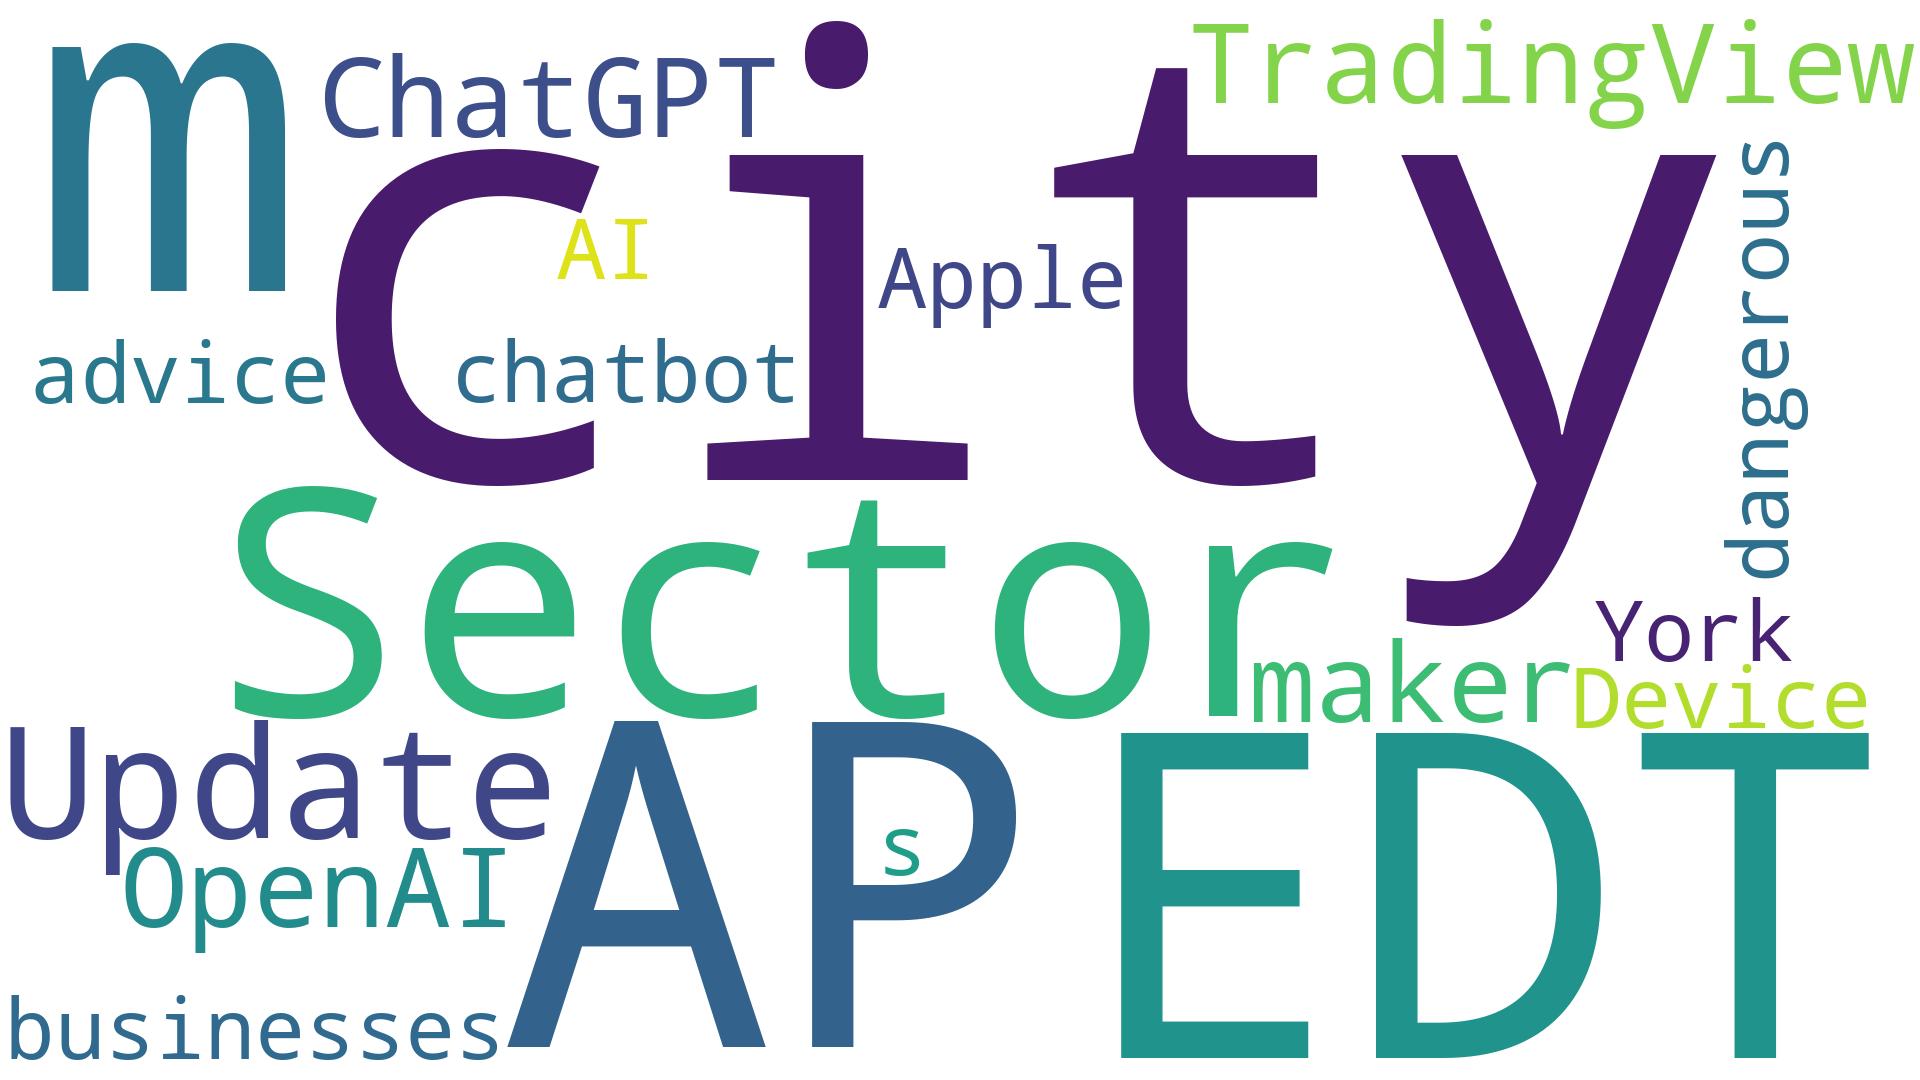 m
ChatGPT
TradingView
city
AI
Apple
advice
chatbot
dangerous
Sector
York
maker
Device
Update
AP
EDT
s
OpenAI
businesses